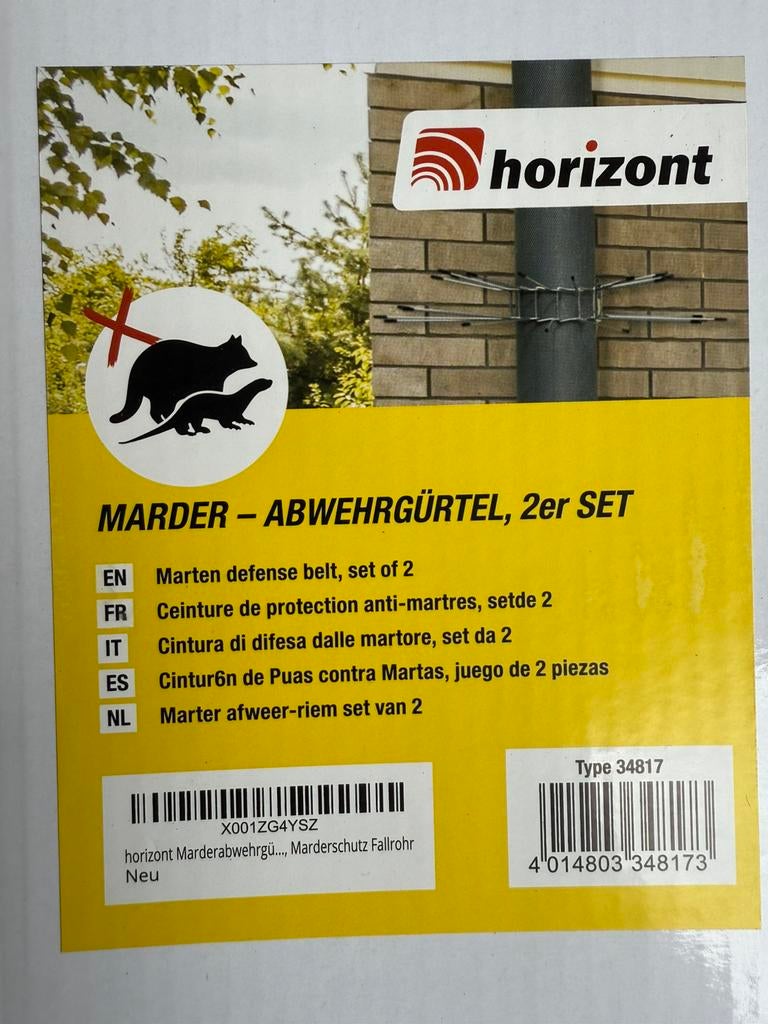 horizont
MARDER – ABWEHRGÜRTEL, 2er SET
EN Marten defense belt, set of 2
FR Ceinture de protection anti-martres, setde 2
IT Cintura di difesa dalle martore, set da 2
ES Cintur6n de Puas contra Martas, juego de 2 piezas
NL Marter afweer-riem set van 2
X001ZG4YSZ
horizont Marderabwehrgü..., Marderschutz Fallrohr
Neu
Type 34817
4 014803 348173